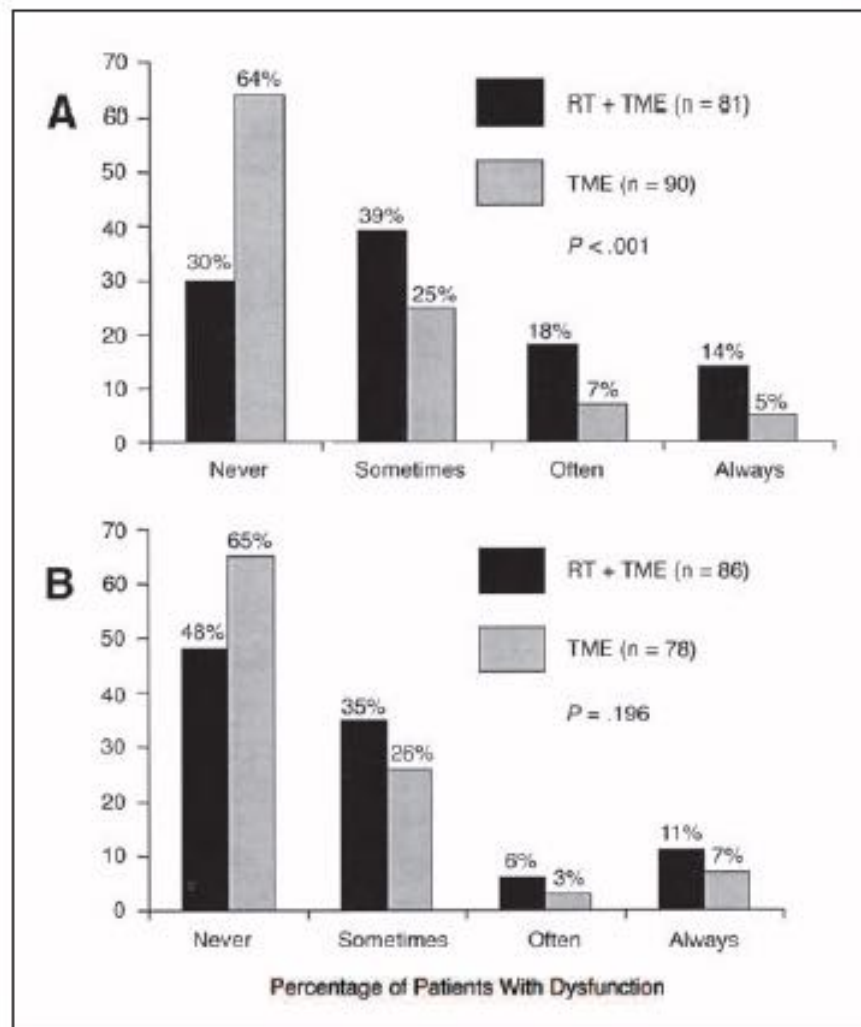 A
70
60
50
40
30
20
10
0
30%
64%
39%
25%
18%
7%
14%
5%
RT + TME (n = 81)
TME (n = 90)
P < .001
Never Sometimes Often Always
B
70
60
50
40
30
20
10
0
48%
65%
35%
26%
6%
3%
11%
7%
RT + TME (n = 86)
TME (n = 78)
P = .196
Never Sometimes Often Always
Percentage of Patients With Dysfunction